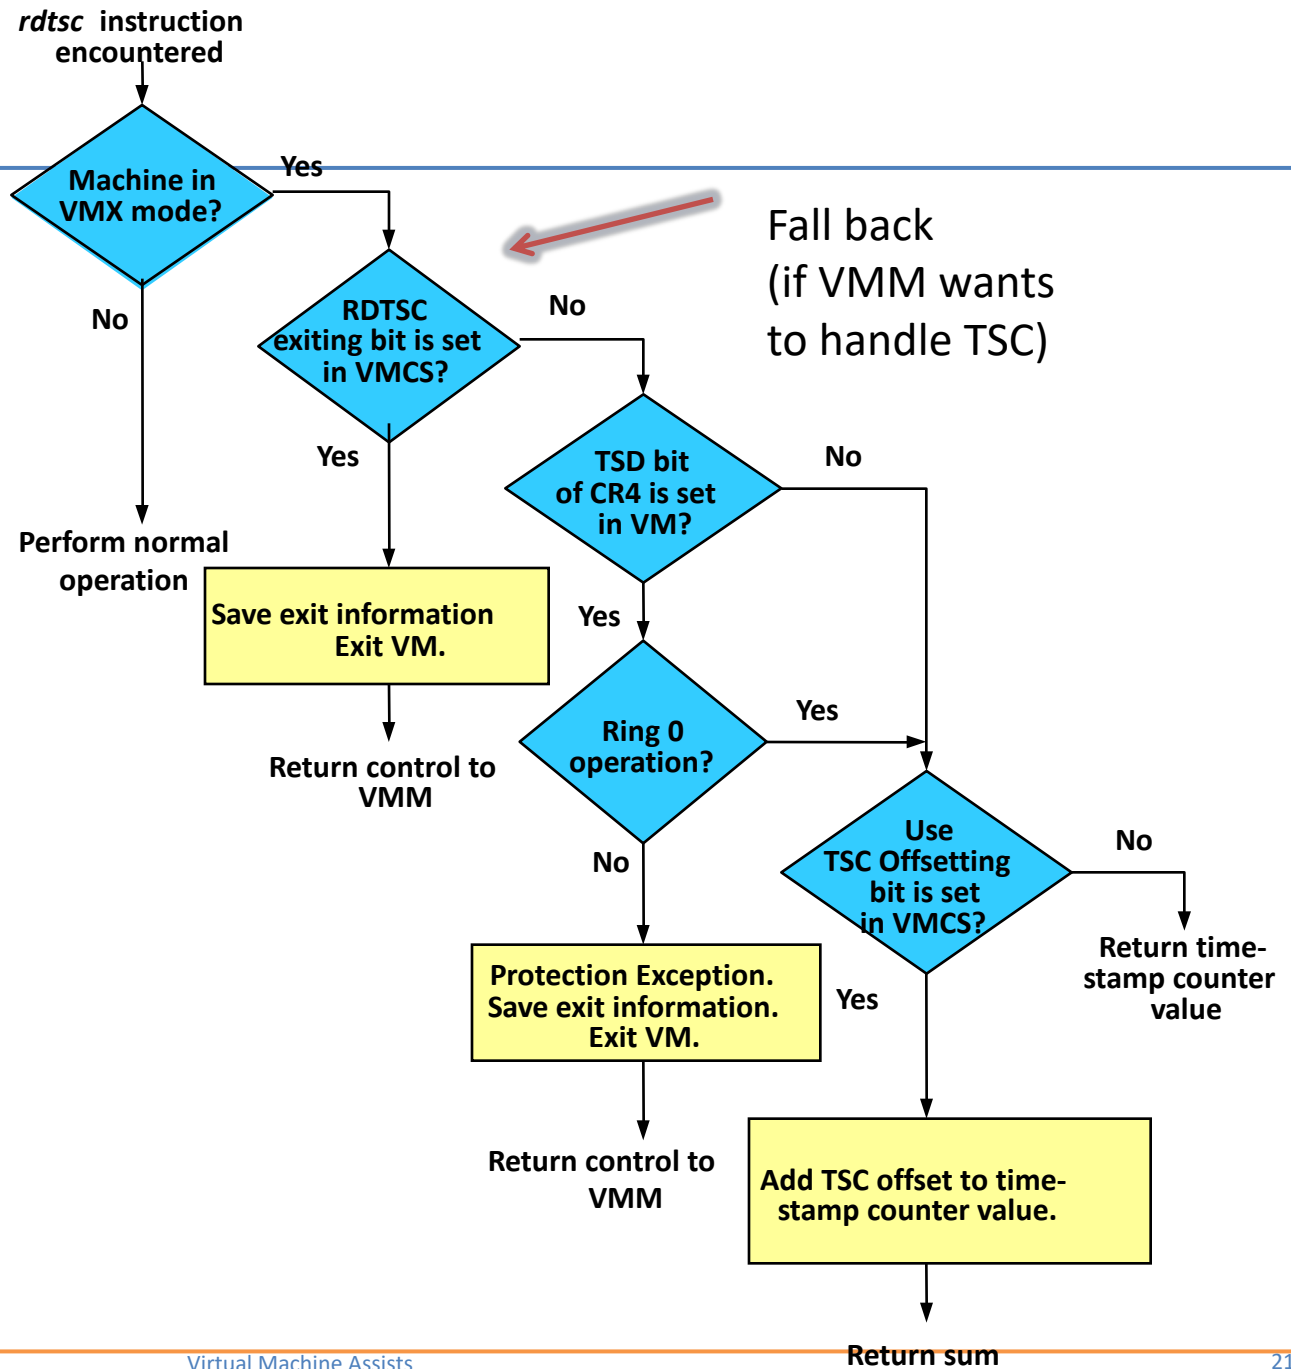 rdtsc instruction
encountered
Yes
Machine in
VMX mode?
Fall back
(if VMM wants
to handle TSC)
No
RDTSC
exiting bit is set
in VMCS?
No
Yes
TSD bit
of CR4 is set
in VM?
No
Perform normal
operation
Save exit information
Exit VM.
Yes
Return control to
VMM
Ring 0
operation?
Yes
No
Use
TSC Offsetting
bit is set
in VMCS?
No
Protection Exception.
Save exit information.
Exit VM.
Yes
Return time-
stamp counter
value
Return control to
VMM
Add TSC offset to time-
stamp counter value.
Return sum
Virtual Machine Assists
21